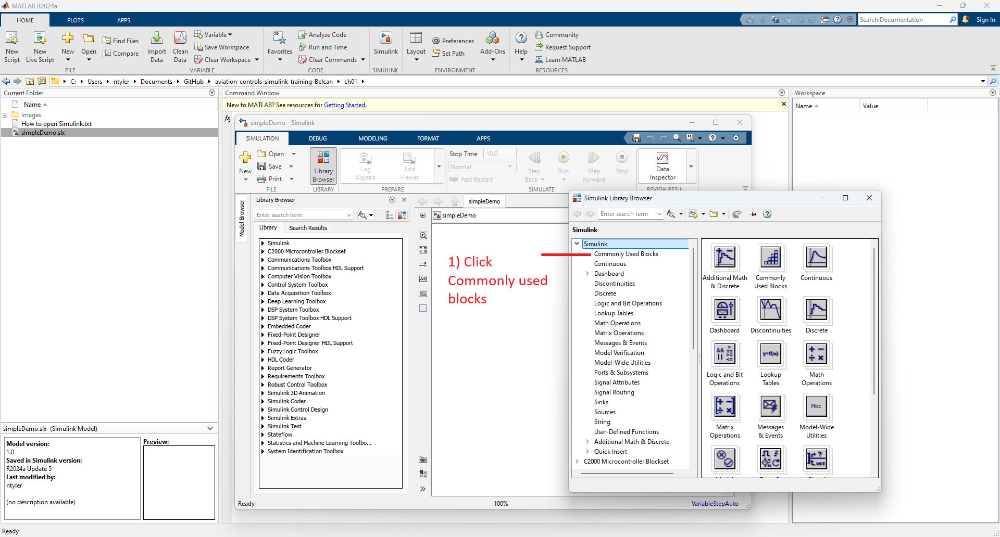 MATLAB R2024a
HOME
PLOTS
APPS
Search Documentation
Sign In
New Script
New Live Script
New
Open
Find Files
Compare
FILE
Import Data
Clean Data
Variable
Save Workspace
Clear Workspace
VARIABLE
Favorites
Analyze Code
Run and Time
Clear Commands
CODE
Simulink
SIMULINK
Layout
Preferences
Set Path
Add-Ons
ENVIRONMENT
Help
Community
Request Support
Learn MATLAB
RESOURCES
C: Users ntyler Documents GitHub aviation-controls-simulink-training-Belcan ch01
Current Folder
Name
Images
How to open Simulink.txt
simpleDemo.slx
simpleDemo.slx (Simulink Model)
Model version:
1.0
Saved in Simulink version:
R2024a Update 5
Last modified by:
ntyler
(no description available)
Preview:
Ready
Command Window
New to MATLAB? See resources for Getting Started.
fx
Workspace
Name
Value
simpleDemo - Simulink
SIMULATION
DEBUG
MODELING
FORMAT
APPS
New
Open
Save
Print
FILE
Library Browser
LIBRARY
Log Signals
Add Viewer
PREPARE
Stop Time 10.0
Normal
Fast Restart
Step Back
Run
Step Forward
Stop
SIMULATE
Data Inspector
REVIEW RESUL
Model Browser
Library Browser
Enter search term
Library
Search Results
Simulink
C2000 Microcontroller Blockset
Communications Toolbox
Communications Toolbox HDL Support
Computer Vision Toolbox
Control System Toolbox
Data Acquisition Toolbox
Deep Learning Toolbox
DSP System Toolbox
DSP System Toolbox HDL Support
Embedded Coder
Fixed-Point Designer
Fixed-Point Designer HDL Support
Fuzzy Logic Toolbox
HDL Coder
Report Generator
Requirements Toolbox
Robust Control Toolbox
Simulink 3D Animation
Simulink Coder
Simulink Control Design
Simulink Extras
Simulink Test
Stateflow
Statistics and Machine Learning Toolbo...
System Identification Toolbox
simpleDemo
simpleDemo
1) Click
Commonly used
blocks
Ready
100%
VariableStepAuto
Simulink Library Browser
Enter search term
Simulink
Simulink
Commonly Used Blocks
Continuous
Dashboard
Discontinuities
Discrete
Logic and Bit Operations
Lookup Tables
Math Operations
Matrix Operations
Messages & Events
Model Verification
Model-Wide Utilities
Ports & Subsystems
Signal Attributes
Signal Routing
Sinks
Sources
String
User-Defined Functions
Additional Math & Discrete
Quick Insert
C2000 Microcontroller Blockset
Additional Math & Discrete
Commonly Used Blocks
Continuous
Dashboard
Discontinuities
Discrete
y=f(u)
Logic and Bit Operations
Lookup Tables
Math Operations
Misc
Matrix Operations
Messages & Events
Model-Wide Utilities